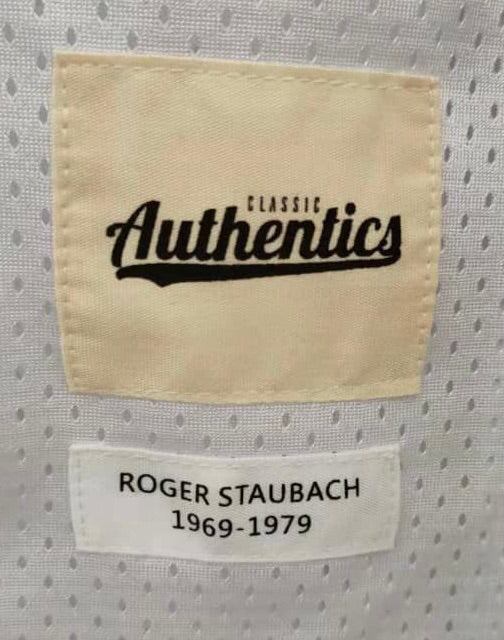 CLASSIC
Authentics
ROGER STAUBACH
1969-1979